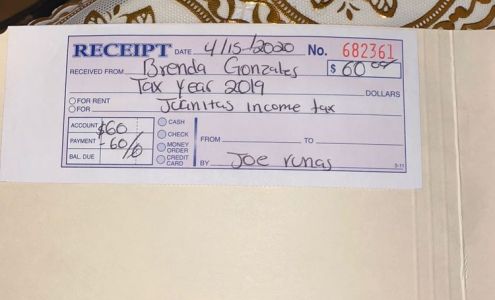 RECEIPT DATE 4/15/2020 No. 682361
RECEIVED FROM Brenda Gonzales $ 60
Tax Year 2019 DOLLARS
FOR RENT
FOR Juanitas income tax
ACCOUNT $60 CASH
CHECK
PAYMENT -60/0 MONEY ORDER FROM TO
BAL. DUE CREDIT CARD BY Joe runas
3-11